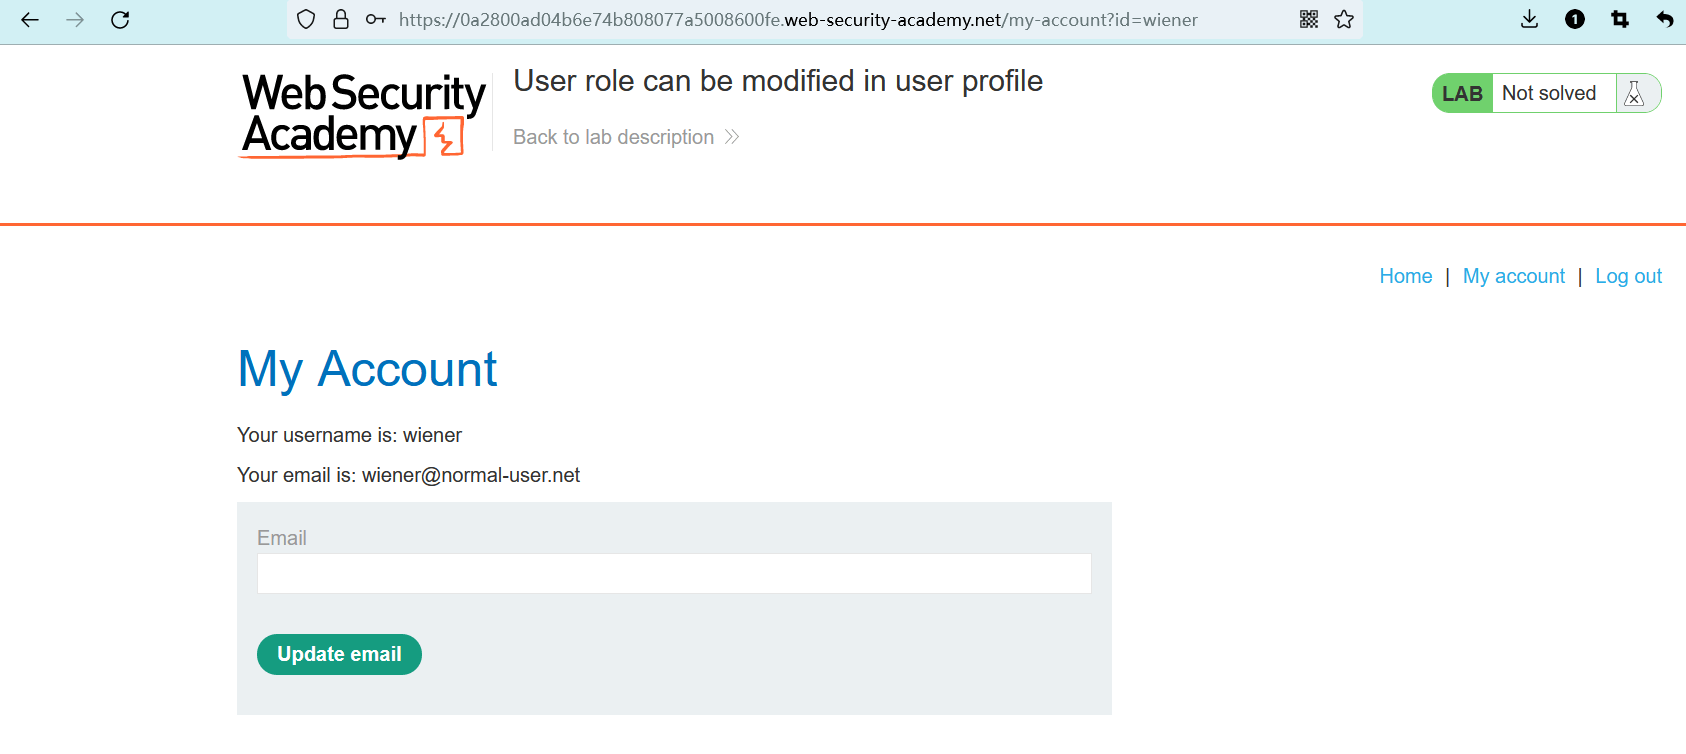 https://0a2800ad04b6e74b808077a5008600fe.web-security-academy.net/my-account?id=wiener
1
Web Security
Academy
User role can be modified in user profile
Back to lab description
LAB Not solved
Home | My account | Log out
My Account
Your username is: wiener
Your email is: wiener@normal-user.net
Email
Update email